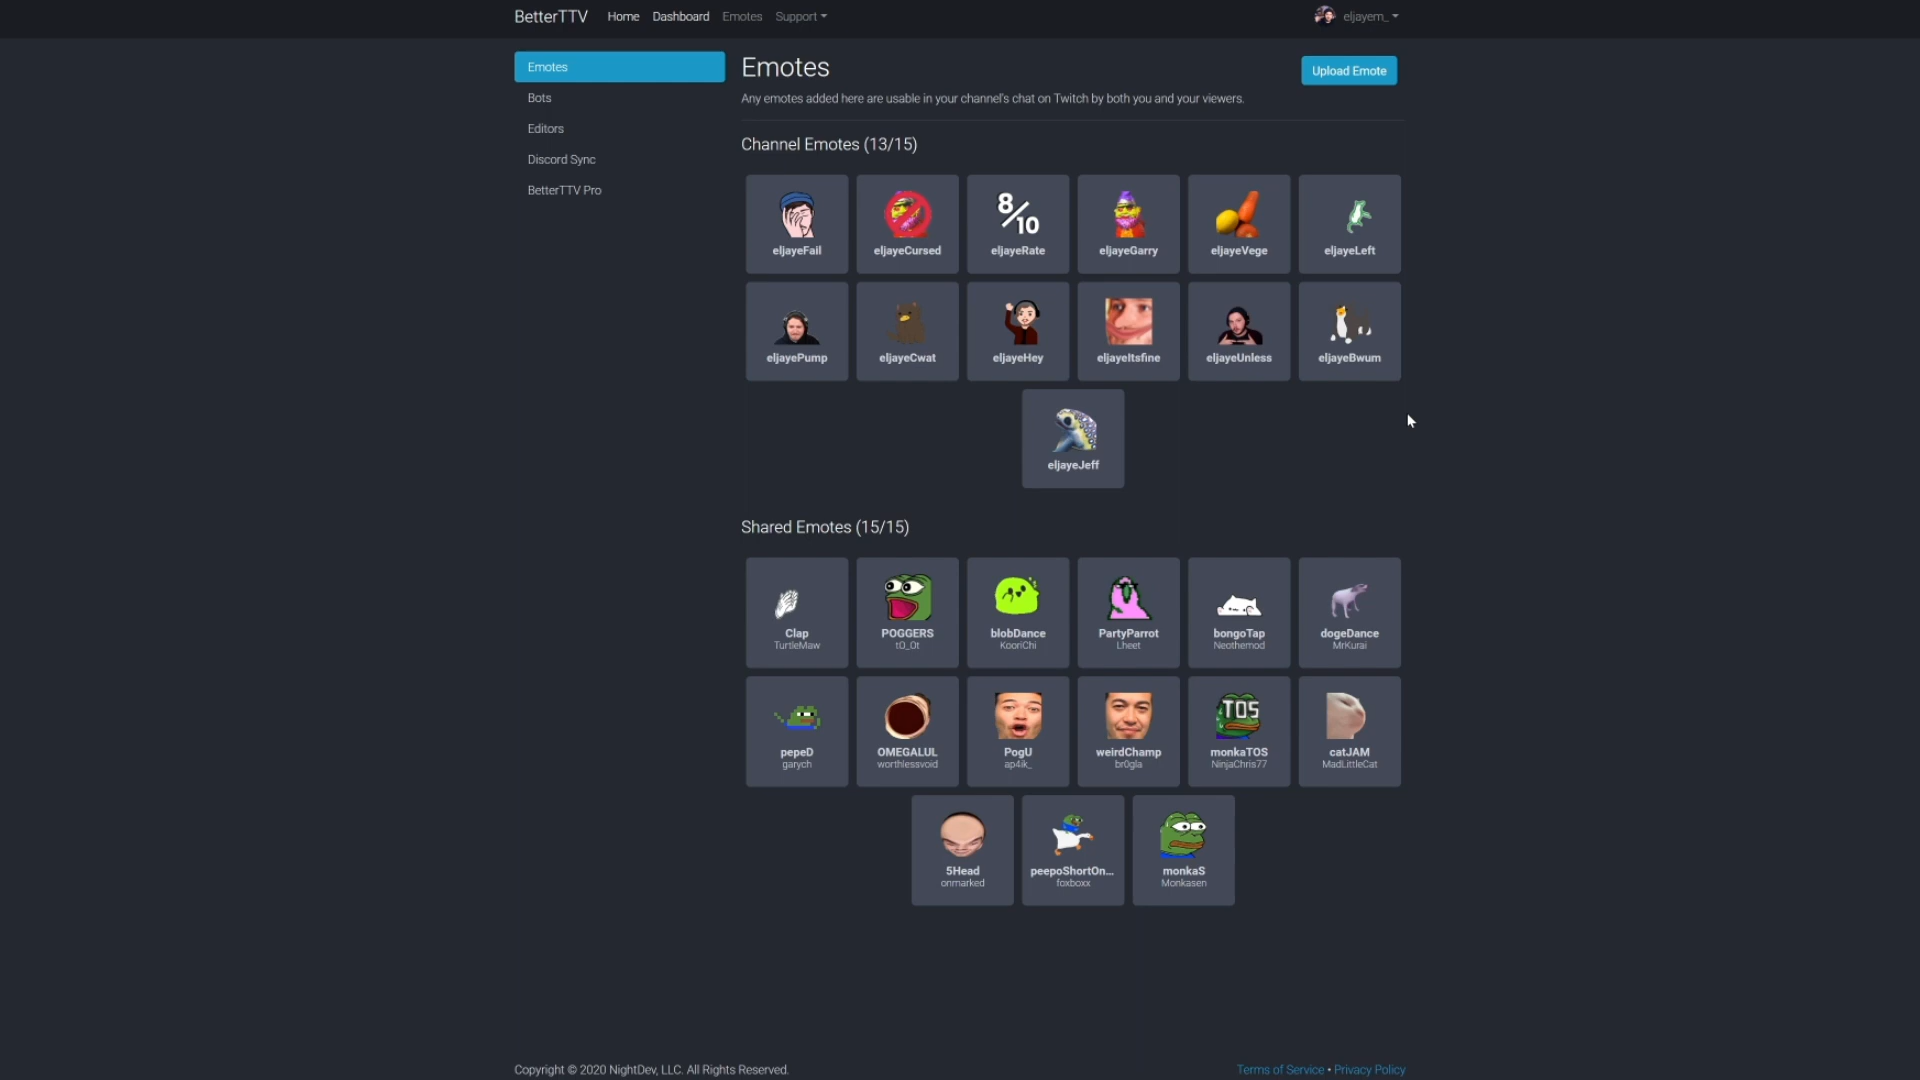 BetterTTV Home Dashboard Emotes Support eljayem_
Emotes
Bots
Editors
Discord Sync
BetterTTV Pro
Emotes
Upload Emote
Any emotes added here are usable in your channel's chat on Twitch by both you and your viewers.
Channel Emotes (13/15)
8/10
eljayeFail eljayeCursed eljayeRate eljayeGarry eljayeVege eljayeLeft
eljayePump eljayeCwat eljayeHey eljayeItsfine eljayeUnless eljayeBwum
eljayeJeff
Shared Emotes (15/15)
Clap POGGERS blobDance PartyParrot bongoTap dogeDance
TurtleMaw tO_Ot KooriChi Lheet Neothemod MrKurai
TOS
pepeD OMEGALUL PogU weirdChamp monkaTOS catJAM
garych worthlessvoid ap4ik_ br0gla NinjaChris77 MadLittleCat
5Head peepoShortOn... monkaS
onmarked foxboxx Monkasen
Copyright © 2020 NightDev, LLC. All Rights Reserved.
Terms of Service • Privacy Policy